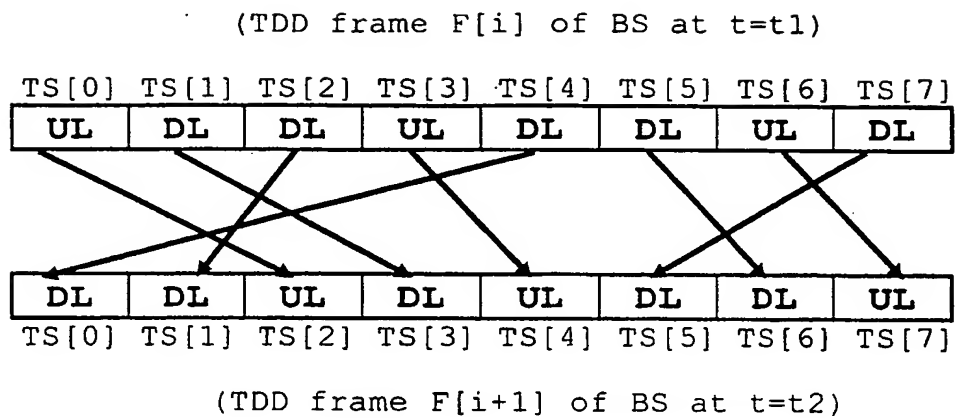 (TDD frame F[i] of BS at t=t1)
TS[0] TS[1] TS[2] TS[3] TS[4] TS[5] TS[6] TS[7]
UL DL DL UL DL DL UL DL
DL DL UL DL UL DL DL UL
TS[0] TS[1] TS[2] TS[3] TS[4] TS[5] TS[6] TS[7]
(TDD frame F[i+1] of BS at t=t2)